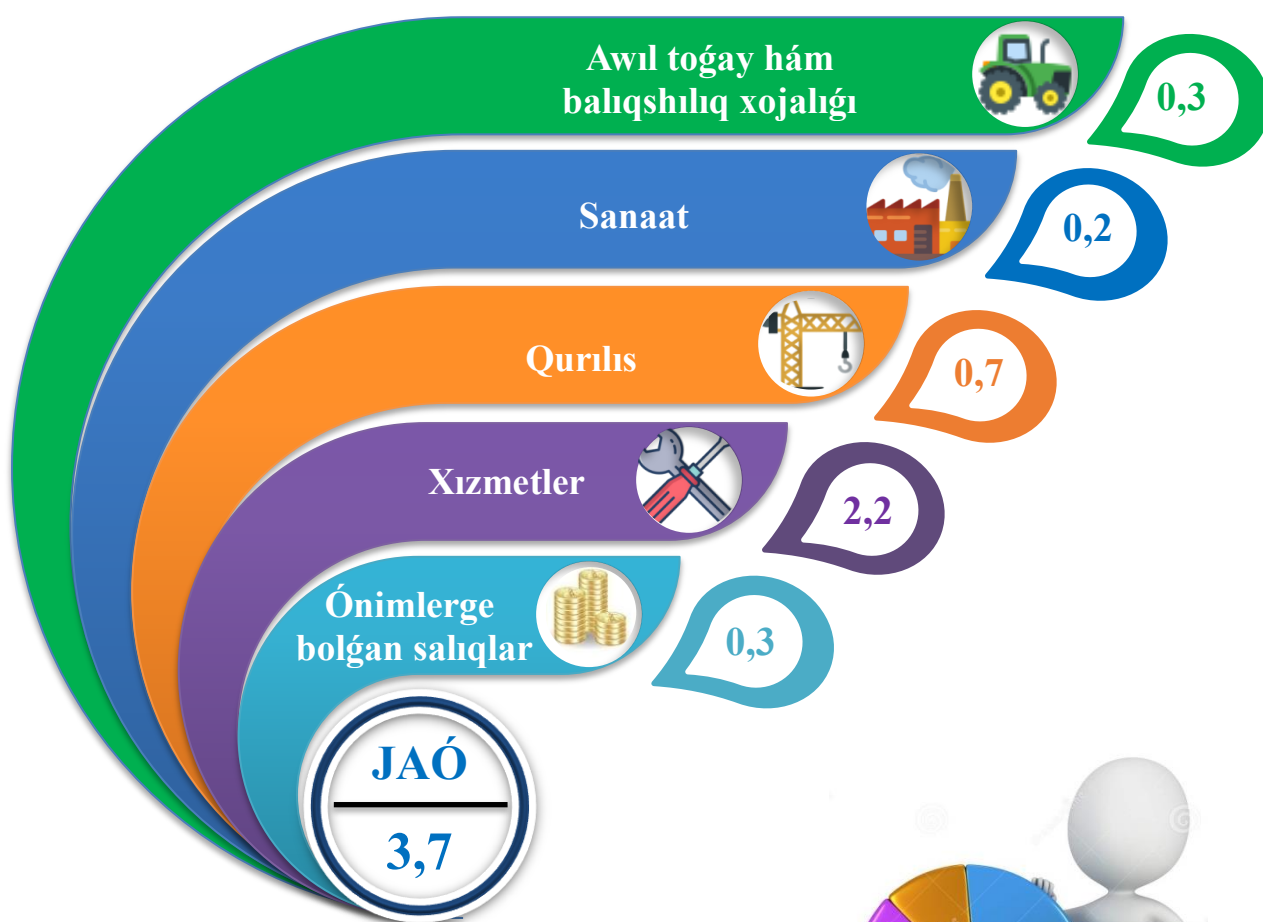 Awıl toǵay hám
balıqshılıq xojalıǵı
0,3
Sanaat
0,2
Qurılıs
0,7
Xızmetler
2,2
Ónimlerge
bolǵan salıqlar
0,3
JAÓ
3,7